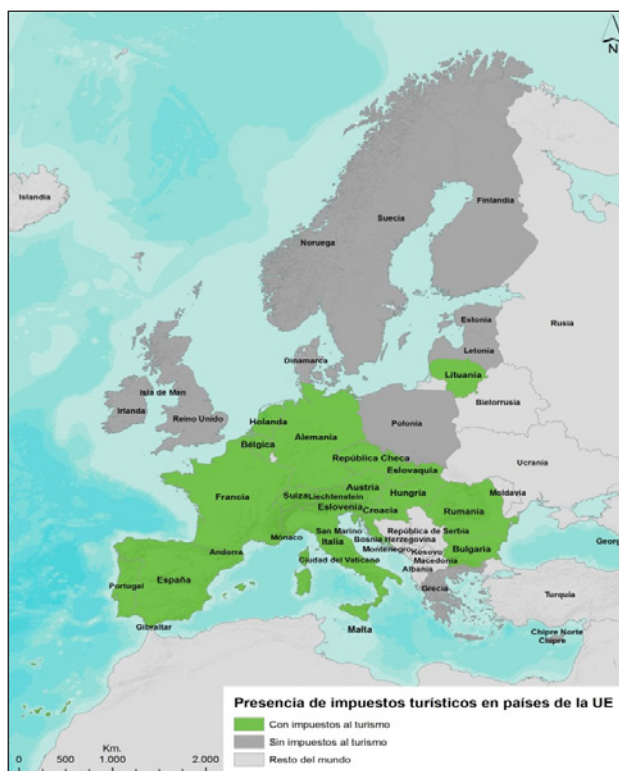 N
Islandia
Finlandia
Suecia
Noruega
Estonia
Rusia
Letonia
Dinamarca
Lituania
Isla de Man
Irlanda
Reino Unido
Bielorrusia
Holanda
Polonia
Alemania
Bélgica
República Checa
Ucrania
Eslovaquia
Austria
Francia
Suiza
Liechtenstein
Hungría
Moldavia
Eslovenia
Croacia
Rumania
San Marino
República de Serbia
Mónaco
Italia
Bosnia Herzegovina
Georg
Andorra
Montenegro
Kosovo
Bulgaria
Ciudad del Vaticano
Macedonia
Albania
Portugal
España
Grecia
Turquía
Gibraltar
Malta
Chipre Norte
Chipre
Presencia de impuestos turísticos en países de la UE
Con impuestos al turismo
Sin impuestos al turismo
Resto del mundo
Km.
0 500 1.000 2.000